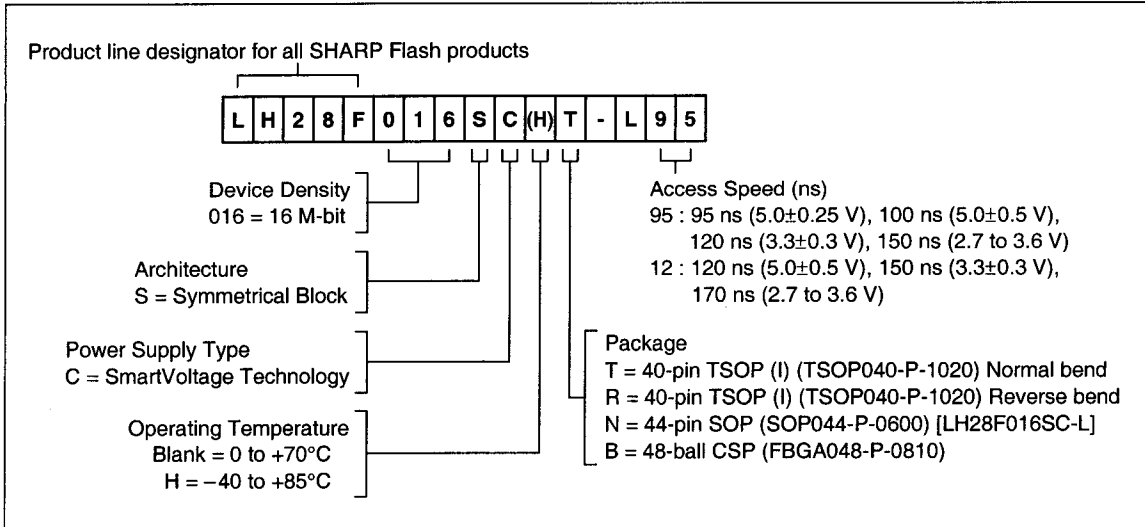 Product line designator for all SHARP Flash products
L H 2 8 F 0 1 6 S C (H) T - L 9 5
Device Density
016 = 16 M-bit
Architecture
S = Symmetrical Block
Power Supply Type
C = SmartVoltage Technology
Operating Temperature
Blank = 0 to +70°C
H = −40 to +85°C
Access Speed (ns)
95 : 95 ns (5.0±0.25 V), 100 ns (5.0±0.5 V),
120 ns (3.3±0.3 V), 150 ns (2.7 to 3.6 V)
12 : 120 ns (5.0±0.5 V), 150 ns (3.3±0.3 V),
170 ns (2.7 to 3.6 V)
Package
T = 40-pin TSOP (I) (TSOP040-P-1020) Normal bend
R = 40-pin TSOP (I) (TSOP040-P-1020) Reverse bend
N = 44-pin SOP (SOP044-P-0600) [LH28F016SC-L]
B = 48-ball CSP (FBGA048-P-0810)